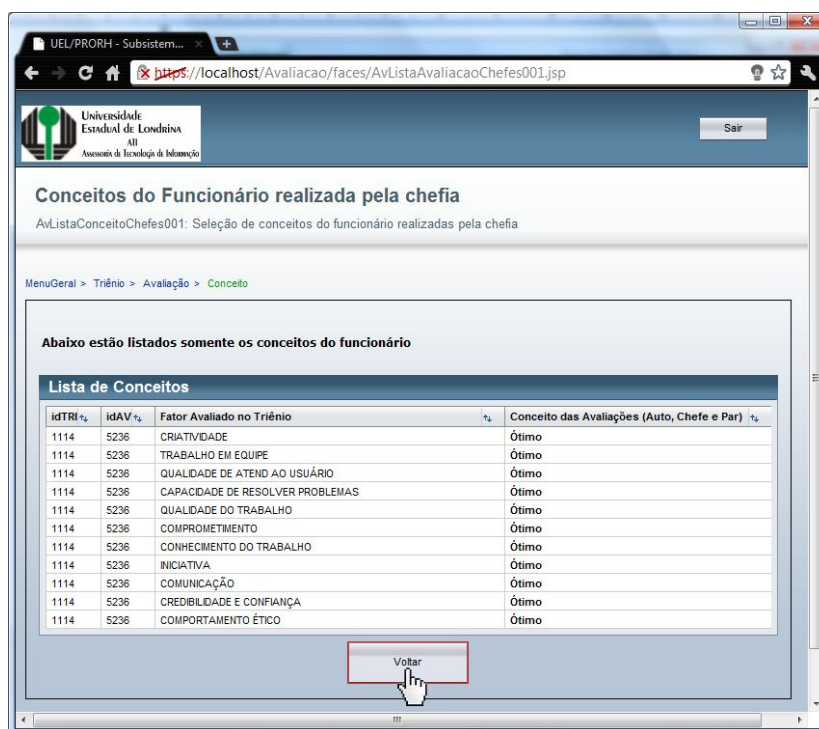 UEL/PRORH - Subsistem...
https://localhost/Avaliacao/faces/AvListaAvaliacaoChefes001.jsp
Universidade
Estadual de Londrina
ATI
Assessoria de Tecnologia de Informação
Sair
Conceitos do Funcionário realizada pela chefia
AvListaConceitoChefes001: Seleção de conceitos do funcionário realizadas pela chefia
MenuGeral > Triênio > Avaliação > Conceito
Abaixo estão listados somente os conceitos do funcionário
Lista de Conceitos
idTRI idAV Fator Avaliado no Triênio Conceito das Avaliações (Auto, Chefe e Par)
1114 5236 CRIATIVIDADE Ótimo
1114 5236 TRABALHO EM EQUIPE Ótimo
1114 5236 QUALIDADE DE ATEND AO USUÁRIO Ótimo
1114 5236 CAPACIDADE DE RESOLVER PROBLEMAS Ótimo
1114 5236 QUALIDADE DO TRABALHO Ótimo
1114 5236 COMPROMETIMENTO Ótimo
1114 5236 CONHECIMENTO DO TRABALHO Ótimo
1114 5236 INICIATIVA Ótimo
1114 5236 COMUNICAÇÃO Ótimo
1114 5236 CREDIBILIDADE E CONFIANÇA Ótimo
1114 5236 COMPORTAMENTO ÉTICO Ótimo
Voltar